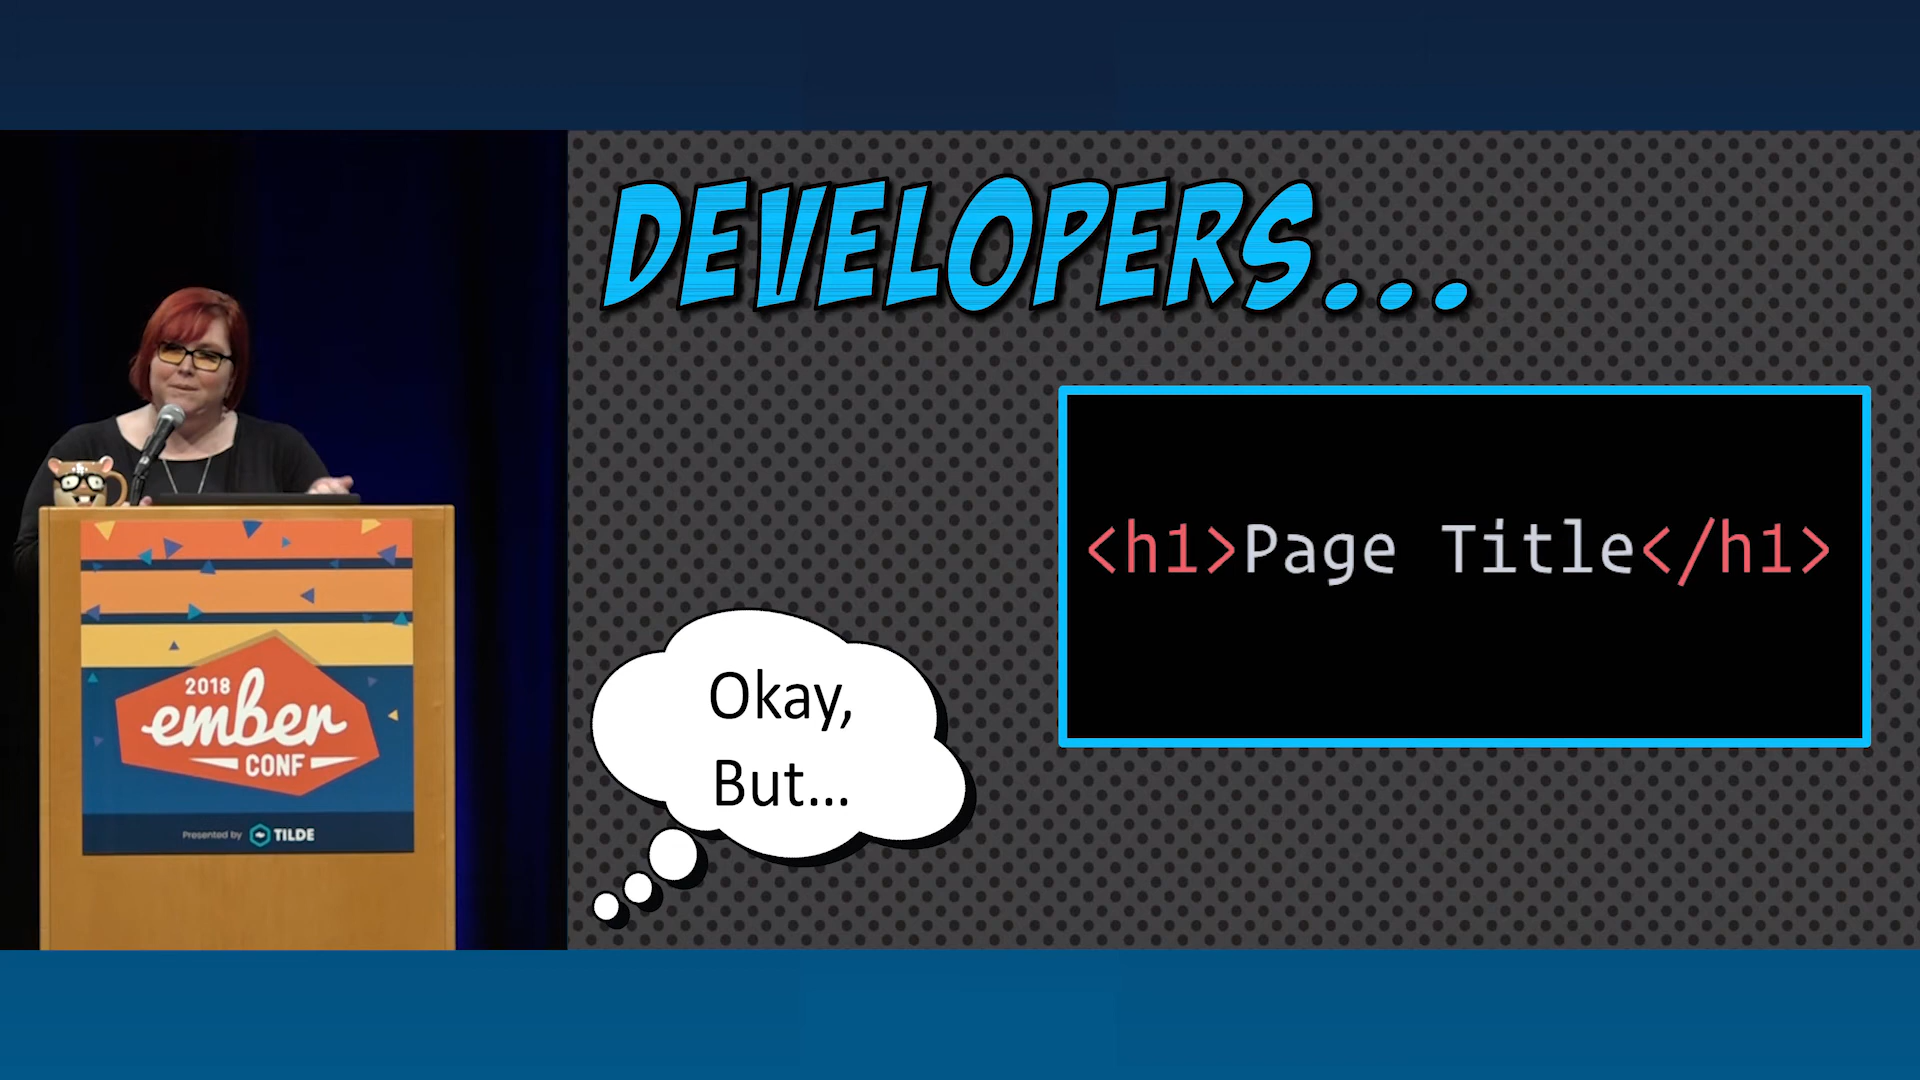 DEVELOPERS...
<h1>Page Title</h1>
Okay,
But...
2018
ember
CONF
Presented by TILDE